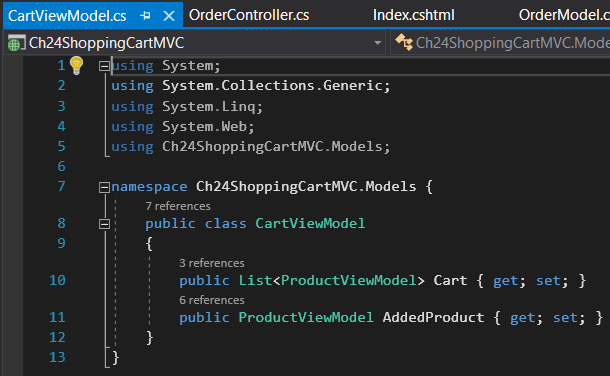 CartViewModel.cs OrderController.cs Index.cshtml OrderModel.c
Ch24ShoppingCartMVC Ch24ShoppingCartMVC.Mode
1 using System;
2 using System.Collections.Generic;
3 using System.Linq;
4 using System.Web;
5 using Ch24ShoppingCartMVC.Models;
6
7 namespace Ch24ShoppingCartMVC.Models {
7 references
8 public class CartViewModel
9 {
3 references
10 public List<ProductViewModel> Cart { get; set; }
6 references
11 public ProductViewModel AddedProduct { get; set; }
12 }
13 }